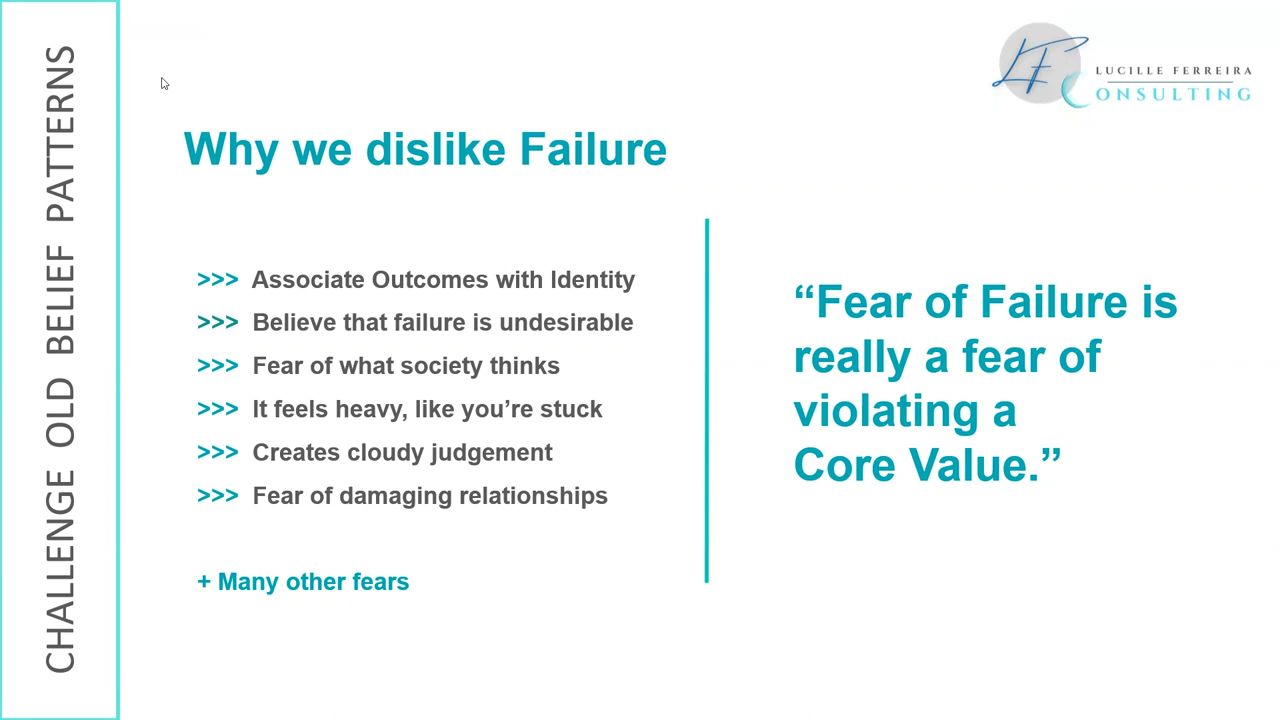 CHALLENGE OLD BELIEF PATTERNS
LUCILLE FERREIRA
CONSULTING
Why we dislike Failure
>>> Associate Outcomes with Identity
>>> Believe that failure is undesirable
>>> Fear of what society thinks
>>> It feels heavy, like you’re stuck
>>> Creates cloudy judgement
>>> Fear of damaging relationships
+ Many other fears
“Fear of Failure is
really a fear of
violating a
Core Value.”